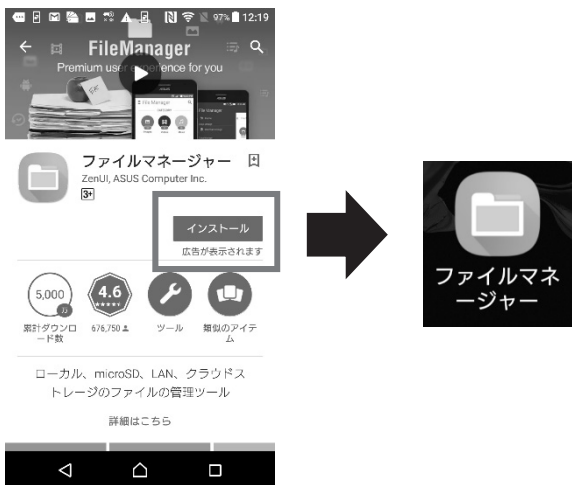 97% 12:19
FileManager
Premium user experience for you
ファイルマネージャー
ZenUI, ASUS Computer Inc.
3+
インストール
広告が表示されます
5,000
万
4.6
累計ダウンロ
ード数
676,750
ツール
類似のアイテ
ム
ローカル、microSD、LAN、クラウドス
トレージのファイルの管理ツール
詳細はこちら
ファイルマネ
ージャー